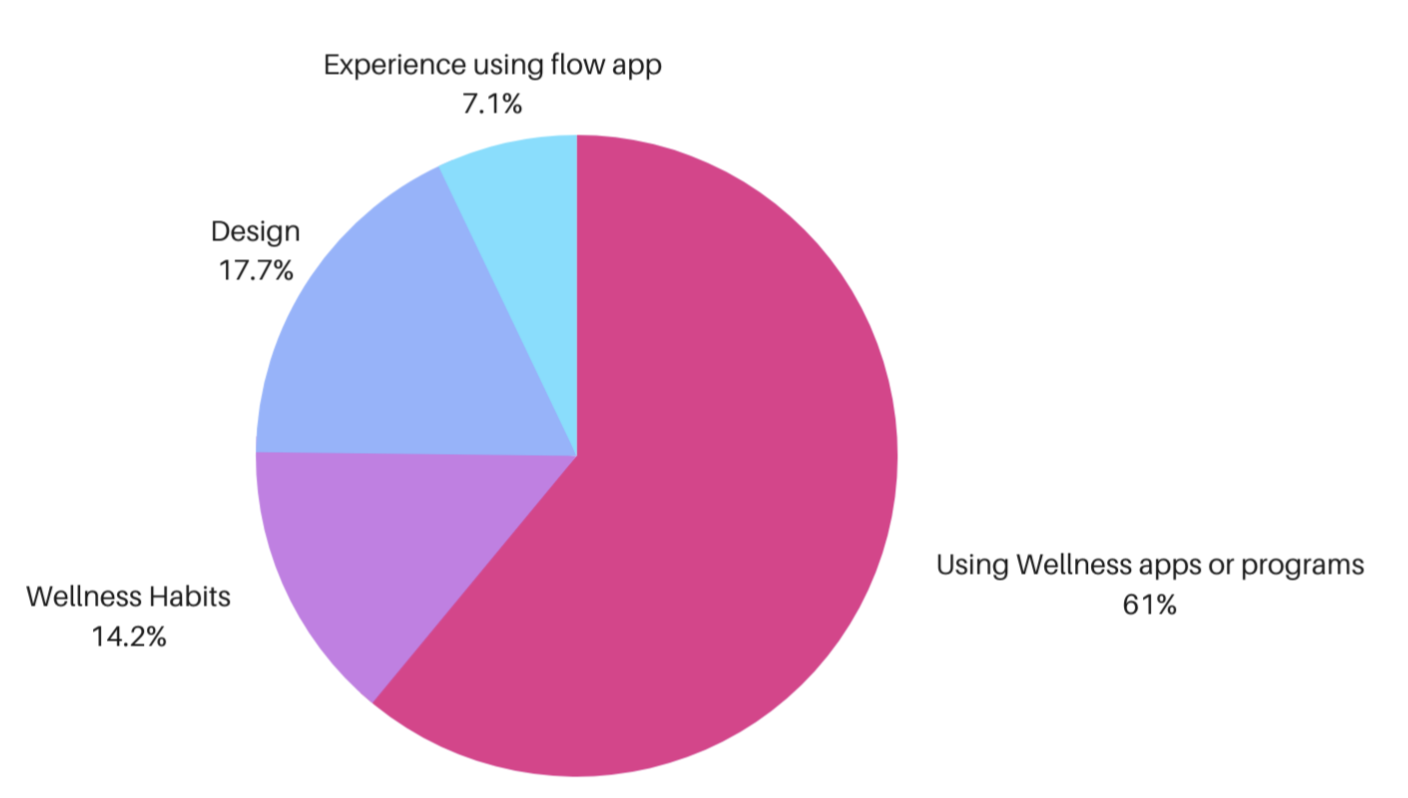 Experience using flow app
7.1%
Design
17.7%
Using Wellness apps or programs
61%
Wellness Habits
14.2%